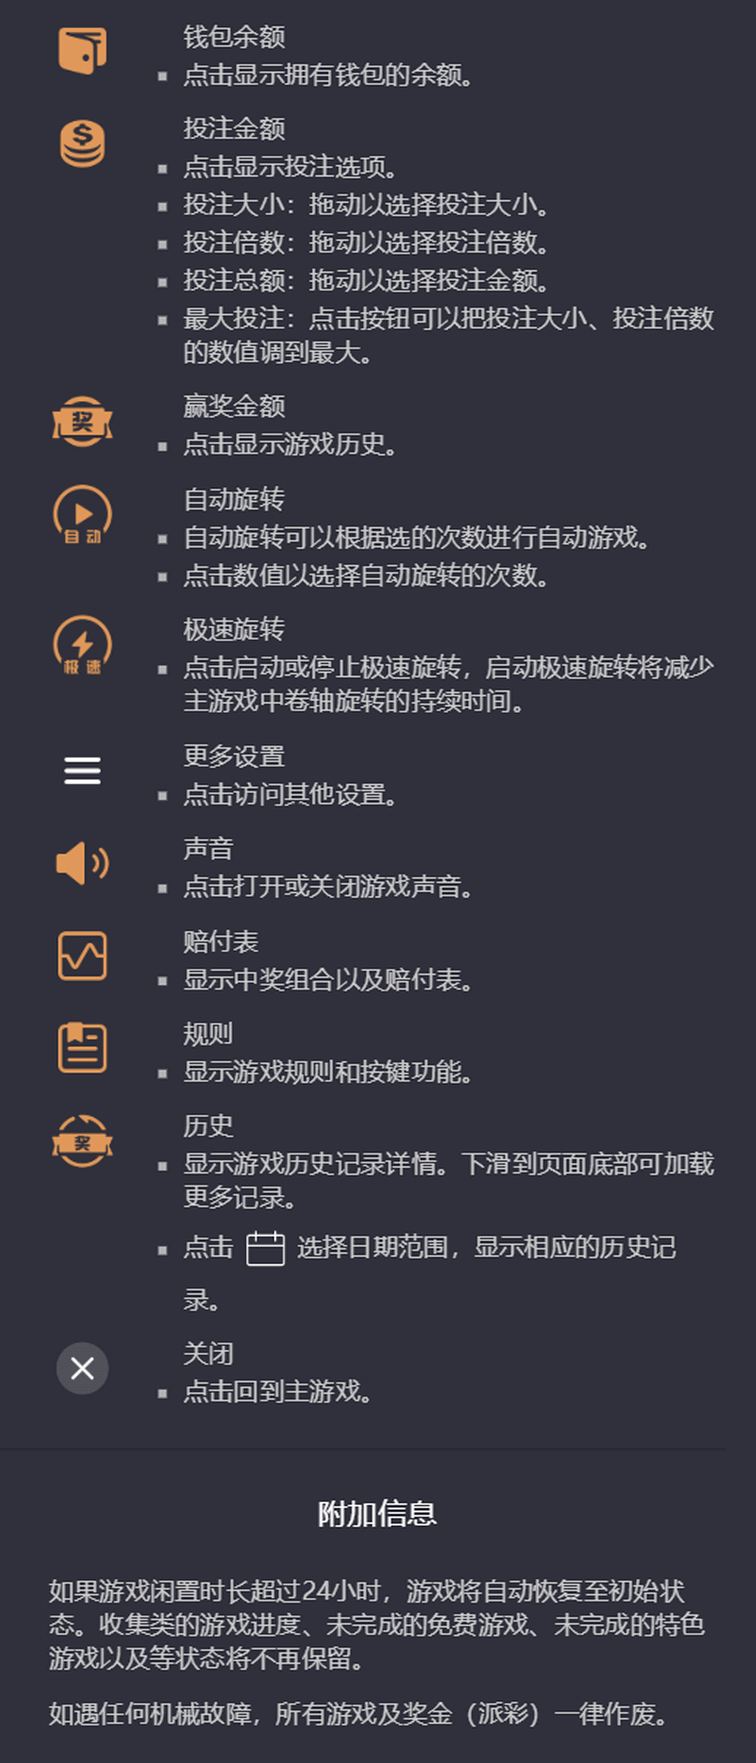 钱包余额
点击显示拥有钱包的余额。
投注金额
点击显示投注选项。
投注大小：拖动以选择投注大小。
投注倍数：拖动以选择投注倍数。
投注总额：拖动以选择投注金额。
最大投注：点击按钮可以把投注大小、投注倍数
的数值调到最大。
奖
赢奖金额
点击显示游戏历史。
自动
自动旋转
自动旋转可以根据选的次数进行自动游戏。
点击数值以选择自动旋转的次数。
极速
极速旋转
点击启动或停止极速旋转，启动极速旋转将减少
主游戏中卷轴旋转的持续时间。
更多设置
点击访问其他设置。
声音
点击打开或关闭游戏声音。
赔付表
显示中奖组合以及赔付表。
规则
显示游戏规则和按键功能。
奖
历史
显示游戏历史记录详情。下滑到页面底部可加载
更多记录。
点击 选择日期范围，显示相应的历史记
录。
关闭
点击回到主游戏。
附加信息
如果游戏闲置时长超过24小时，游戏将自动恢复至初始状
态。收集类的游戏进度、未完成的免费游戏、未完成的特色
游戏以及等状态将不再保留。
如遇任何机械故障，所有游戏及奖金（派彩）一律作废。